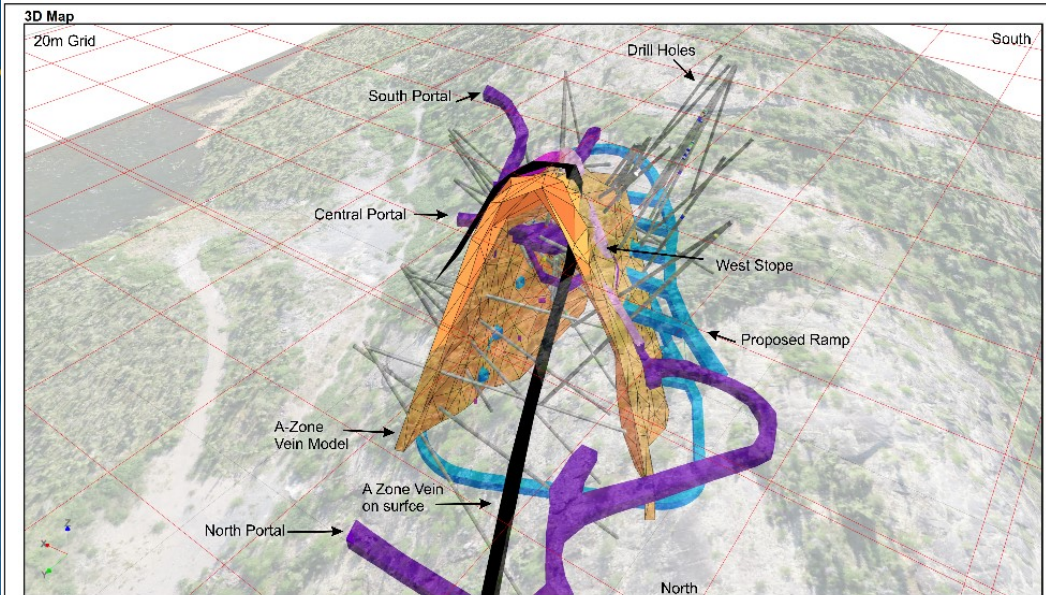 3D Map
20m Grid
South
Drill Holes
South Portal
Central Portal
West Stope
Proposed Ramp
A-Zone
Vein Model
A Zone Vein
on surfce
North Portal
North
Z
X
Y